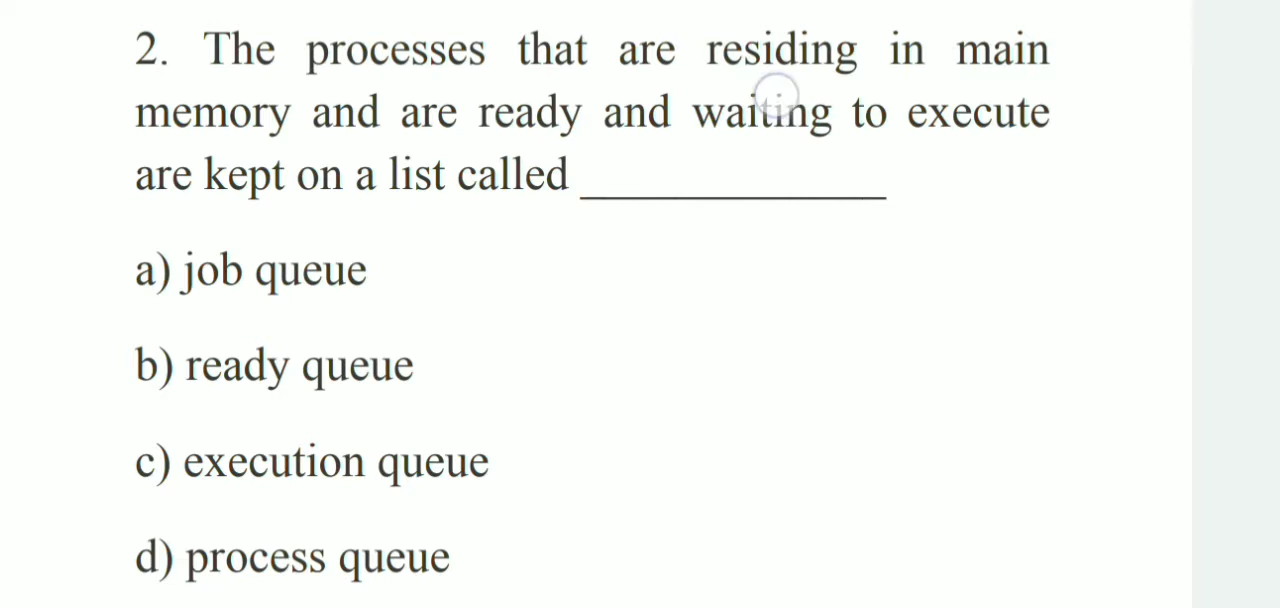 2. The processes that are residing in main
memory and are ready and waiting to execute
are kept on a list called ______________
a) job queue
b) ready queue
c) execution queue
d) process queue